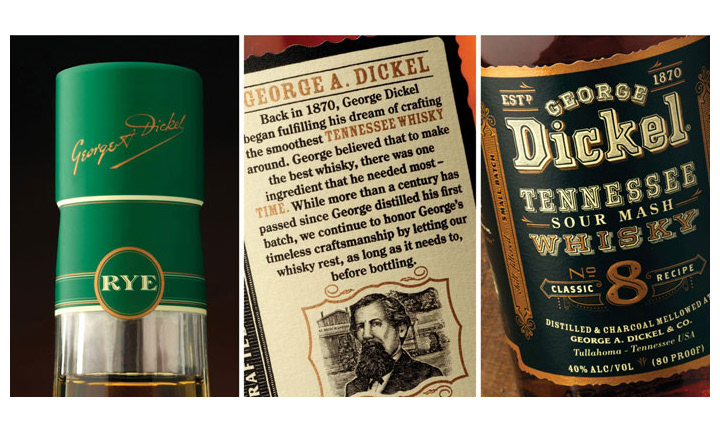 George A. Dickel
RYE
GEORGE A. DICKEL
Back in 1870, George Dickel
began fulfilling his dream of crafting
the smoothest TENNESSEE WHISKY
around. George believed that to make
the best whisky, there was one
ingredient that he needed most –
TIME. While more than a century has
passed since George distilled his first
batch, we continue to honor George's
timeless craftsmanship by letting our
whisky rest, as long as it needs to,
before bottling.
ESTD 1870
GEORGE
Dickel
TENNESSEE
SOUR MASH
WHISKY
No 8
CLASSIC RECIPE
SMALL BATCH
DISTILLED & CHARCOAL MELLOWED AT
GEORGE A. DICKEL & CO.
Tullahoma - Tennessee USA
40% ALC/VOL (80 PROOF)